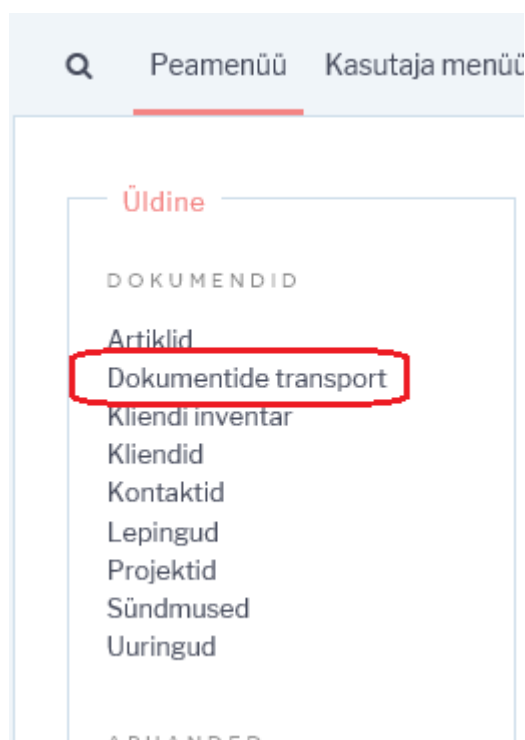 Peamenüü Kasutaja menüü
Üldine
DOKUMENDID
Artiklid
Dokumentide transport
Kliendi inventar
Kliendid
Kontaktid
Lepingud
Projektid
Sündmused
Uuringud